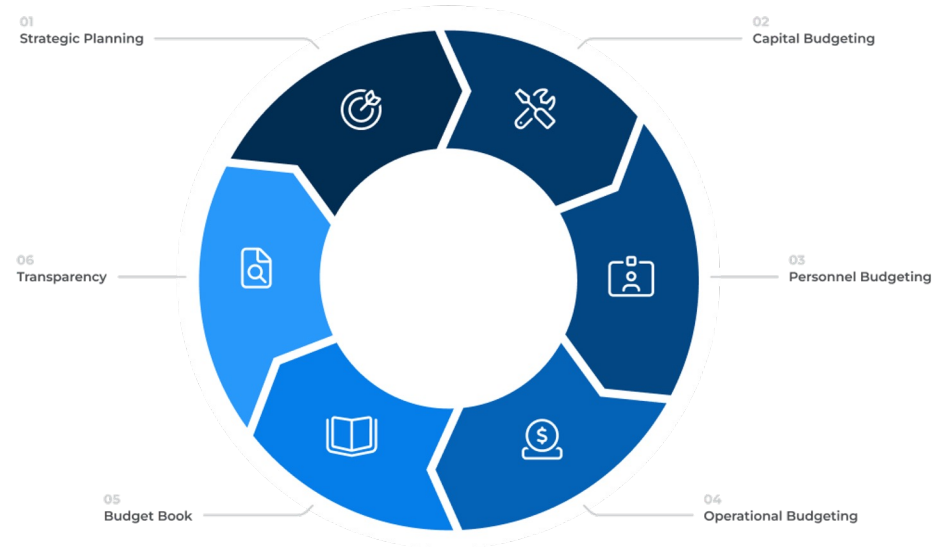 01
Strategic Planning
02
Capital Budgeting
03
Personnel Budgeting
04
Operational Budgeting
05
Budget Book
06
Transparency
$